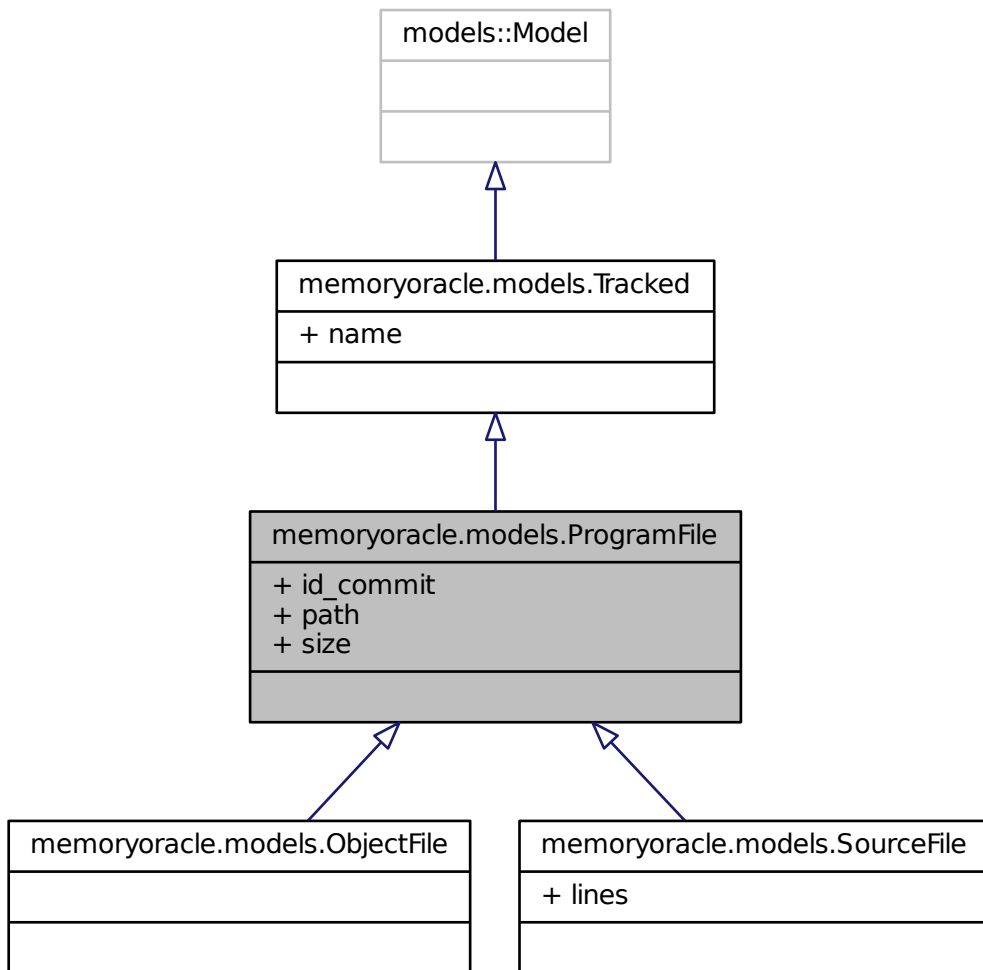 models::Model
memoryoracle.models.Tracked
+ name
memoryoracle.models.ProgramFile
+ id_commit
+ path
+ size
memoryoracle.models.ObjectFile
memoryoracle.models.SourceFile
+ lines